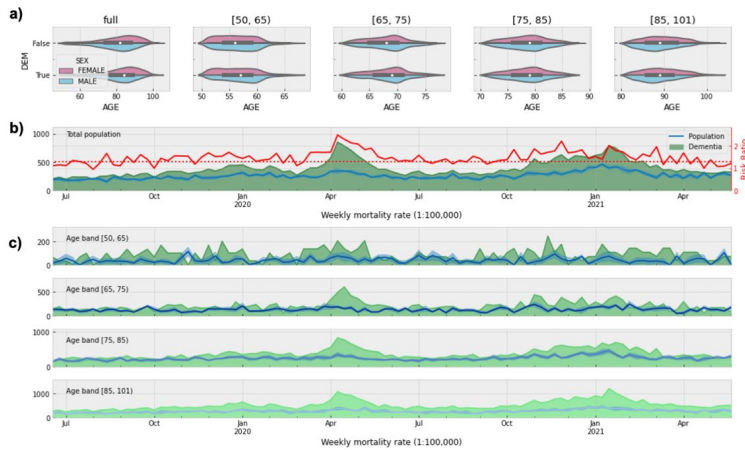 a)
full [50, 65) [65, 75) [75, 85) [85, 101)
DEM
False
True
SEX
FEMALE
MALE
60 80 100 50 55 60 65 60 65 70 75 70 75 80 85 90 80 90 100
AGE AGE AGE AGE AGE
b)
Total population
Population
Dementia
1000
500
0
2
1
0
Risk Ratio
Jul Oct Jan Apr Jul Oct Jan Apr
2020 2021
Weekly mortality rate (1:100,000)
c)
Age band [50, 65)
200
0
Age band [65, 75)
500
0
Age band [75, 85)
1000
0
Age band [85, 101)
1000
0
Jul Oct Jan Apr Jul Oct Jan Apr
2020 2021
Weekly mortality rate (1:100,000)